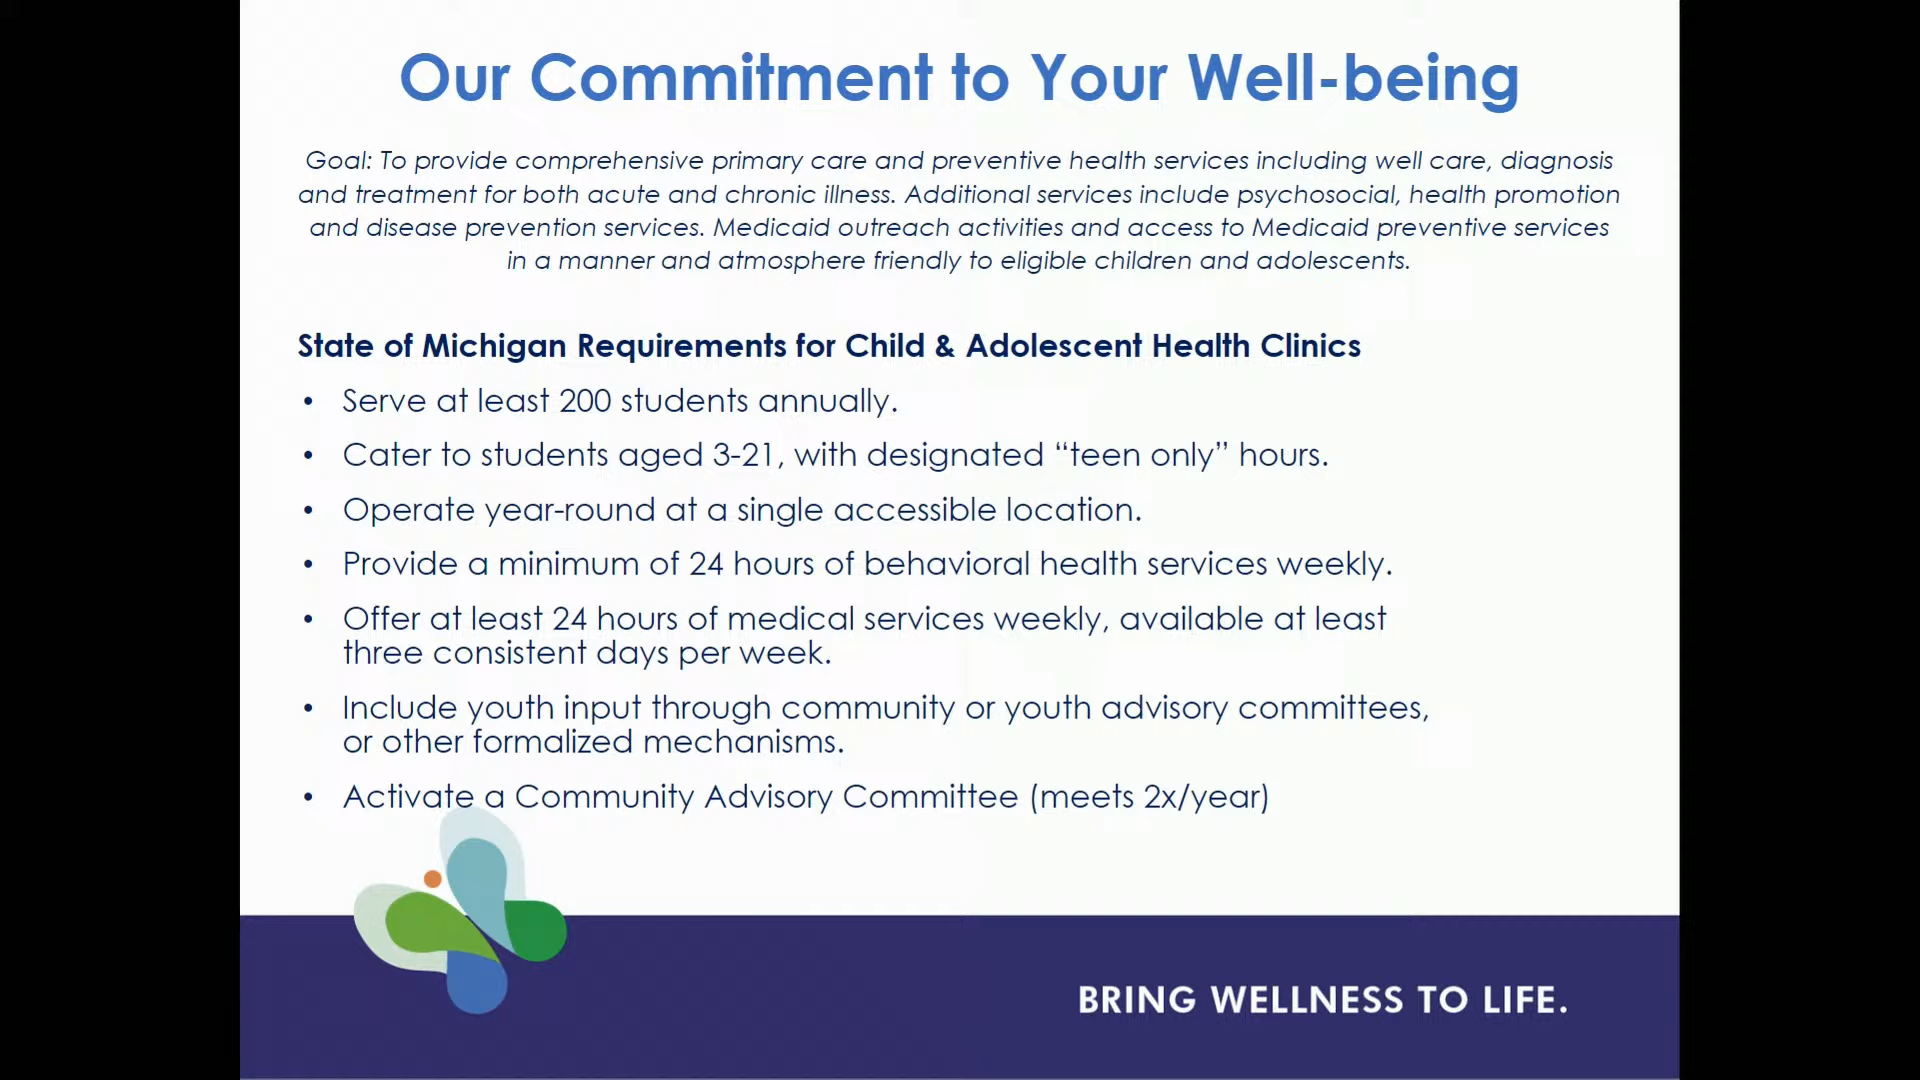 Our Commitment to Your Well-being
Goal: To provide comprehensive primary care and preventive health services including well care, diagnosis
and treatment for both acute and chronic illness. Additional services include psychosocial, health promotion
and disease prevention services. Medicaid outreach activities and access to Medicaid preventive services
in a manner and atmosphere friendly to eligible children and adolescents.
State of Michigan Requirements for Child & Adolescent Health Clinics
• Serve at least 200 students annually.
• Cater to students aged 3-21, with designated “teen only” hours.
• Operate year-round at a single accessible location.
• Provide a minimum of 24 hours of behavioral health services weekly.
• Offer at least 24 hours of medical services weekly, available at least
three consistent days per week.
• Include youth input through community or youth advisory committees,
or other formalized mechanisms.
• Activate a Community Advisory Committee (meets 2x/year)
BRING WELLNESS TO LIFE.